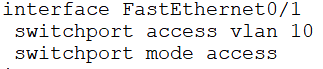 interface FastEthernet0/1
switchport access vlan 10
switchport mode access